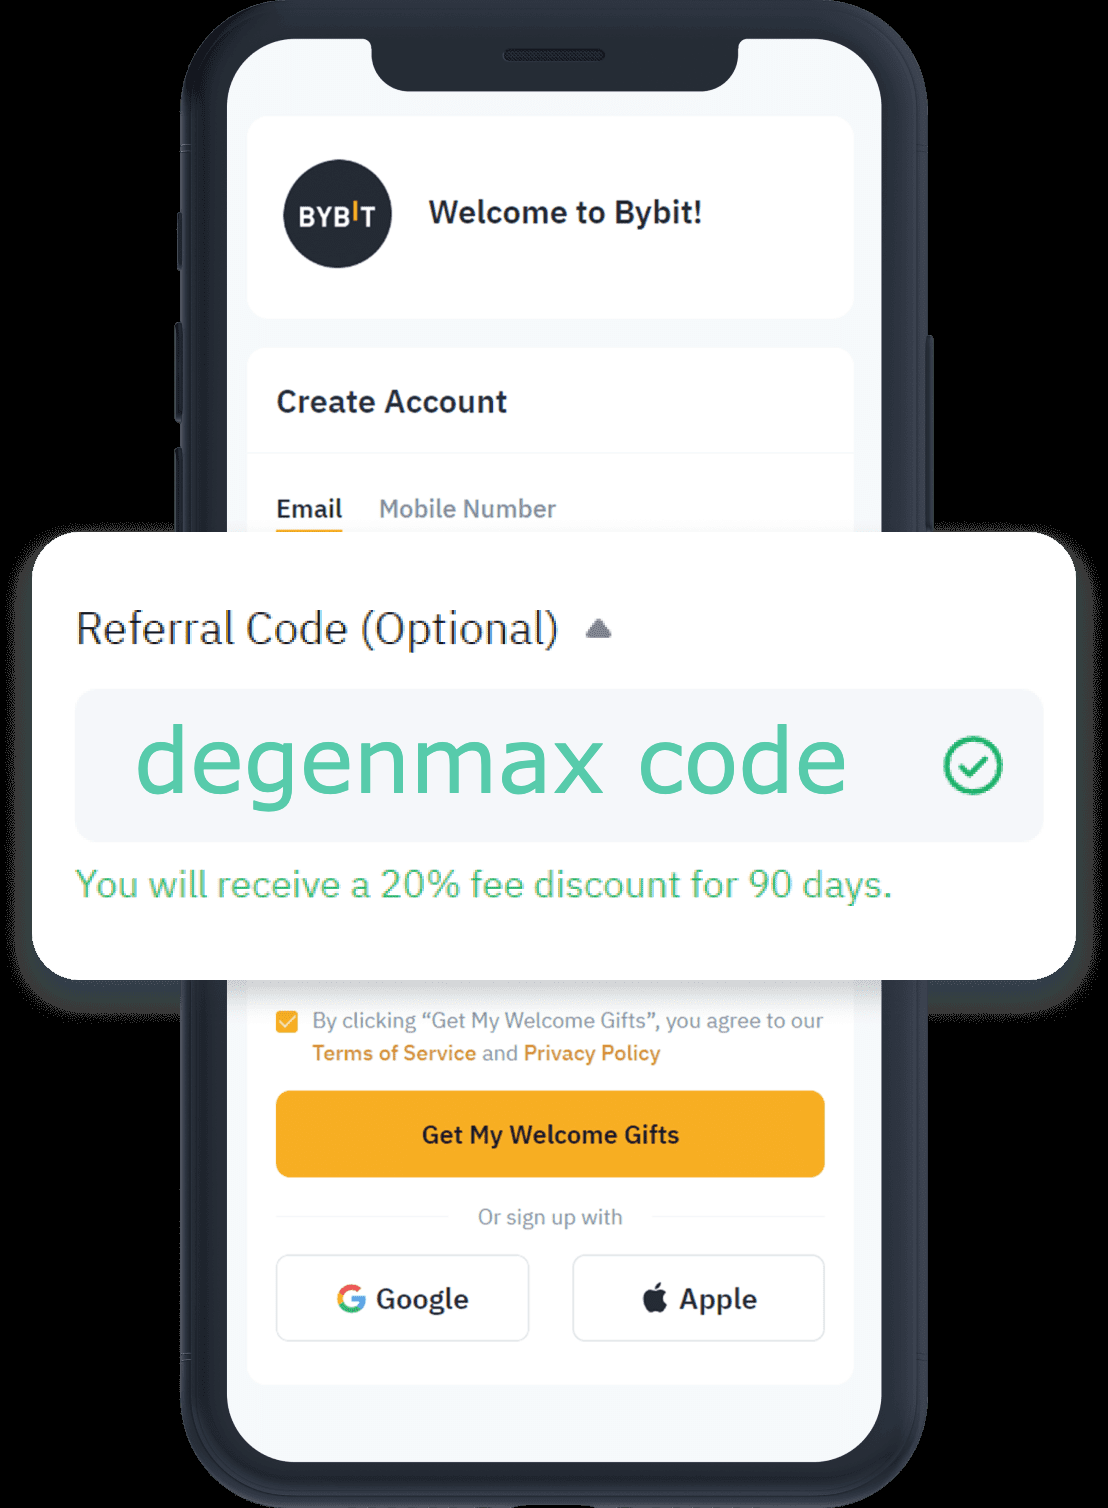 BYBIT
Welcome to Bybit!
Create Account
Email Mobile Number
Referral Code (Optional)
degenmax code
You will receive a 20% fee discount for 90 days.
By clicking “Get My Welcome Gifts”, you agree to our
Terms of Service and Privacy Policy
Get My Welcome Gifts
Or sign up with
Google Apple